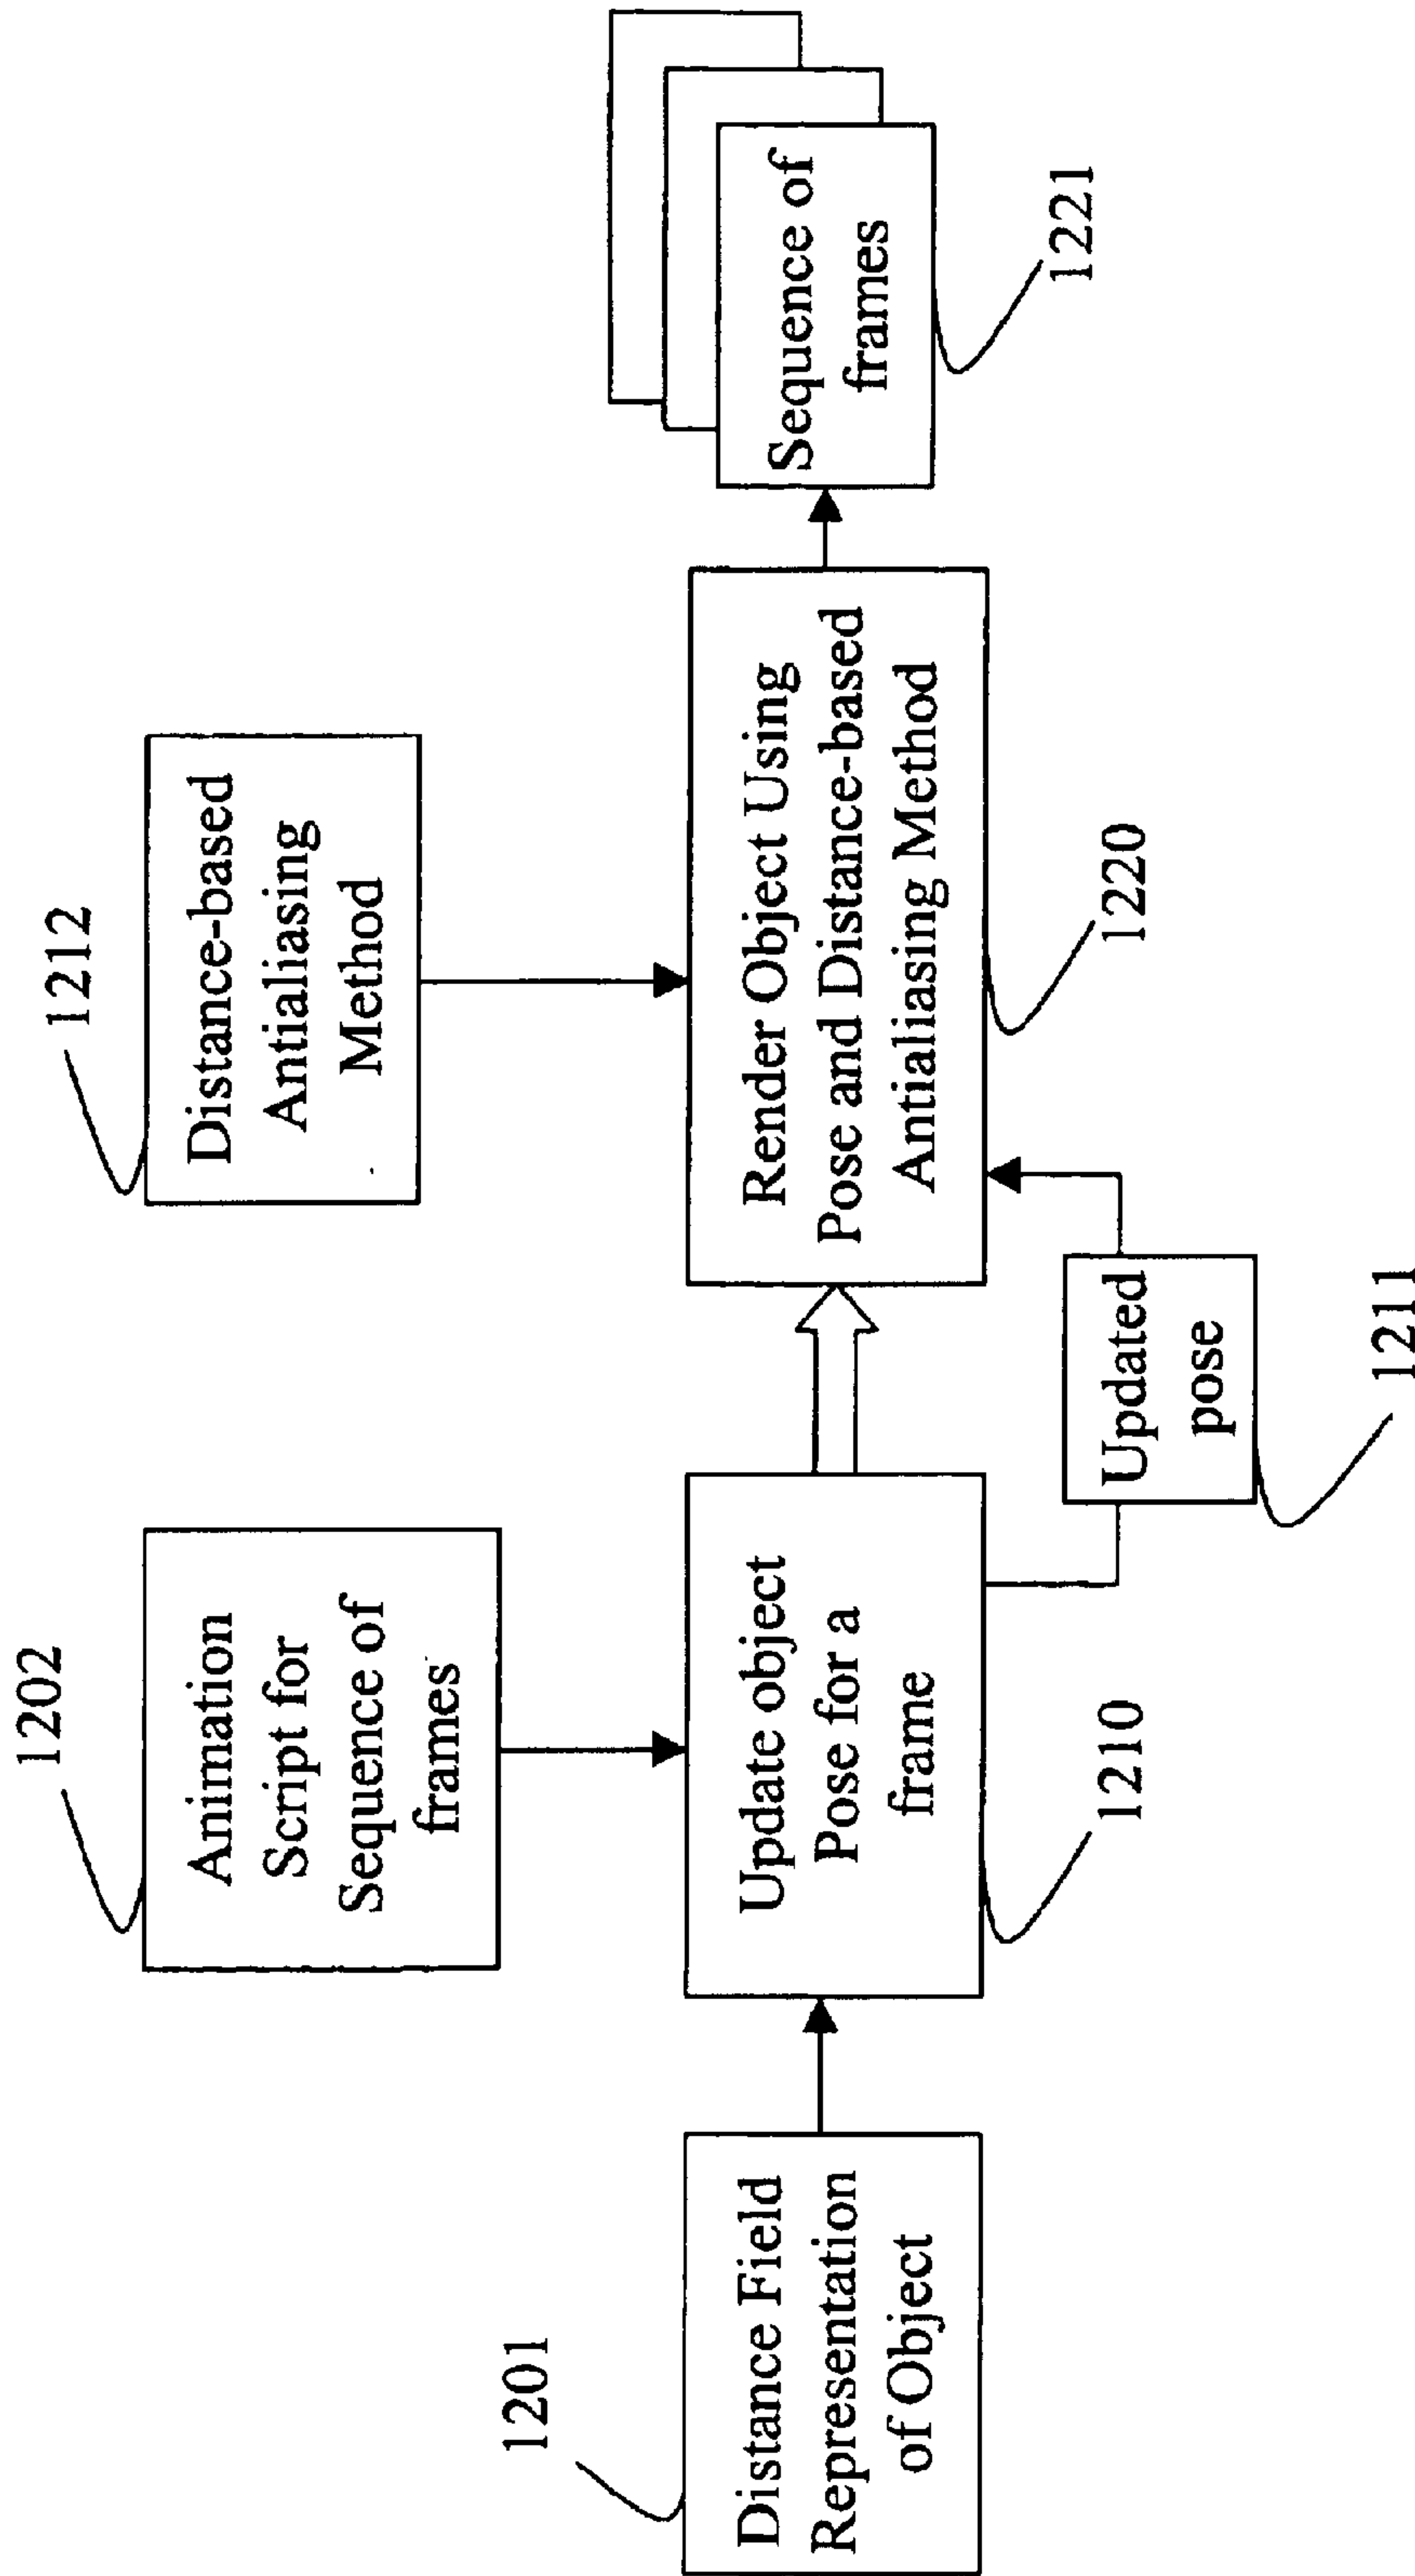 1202
Animation
Script for
Sequence of
frames
1212
Distance-based
Antialiasing
Method
1201
Distance Field
Representation
of Object
Update object
Pose for a
frame
1210
Updated
pose
1211
Render Object Using
Pose and Distance-based
Antialiasing Method
1220
Sequence of
frames
1221